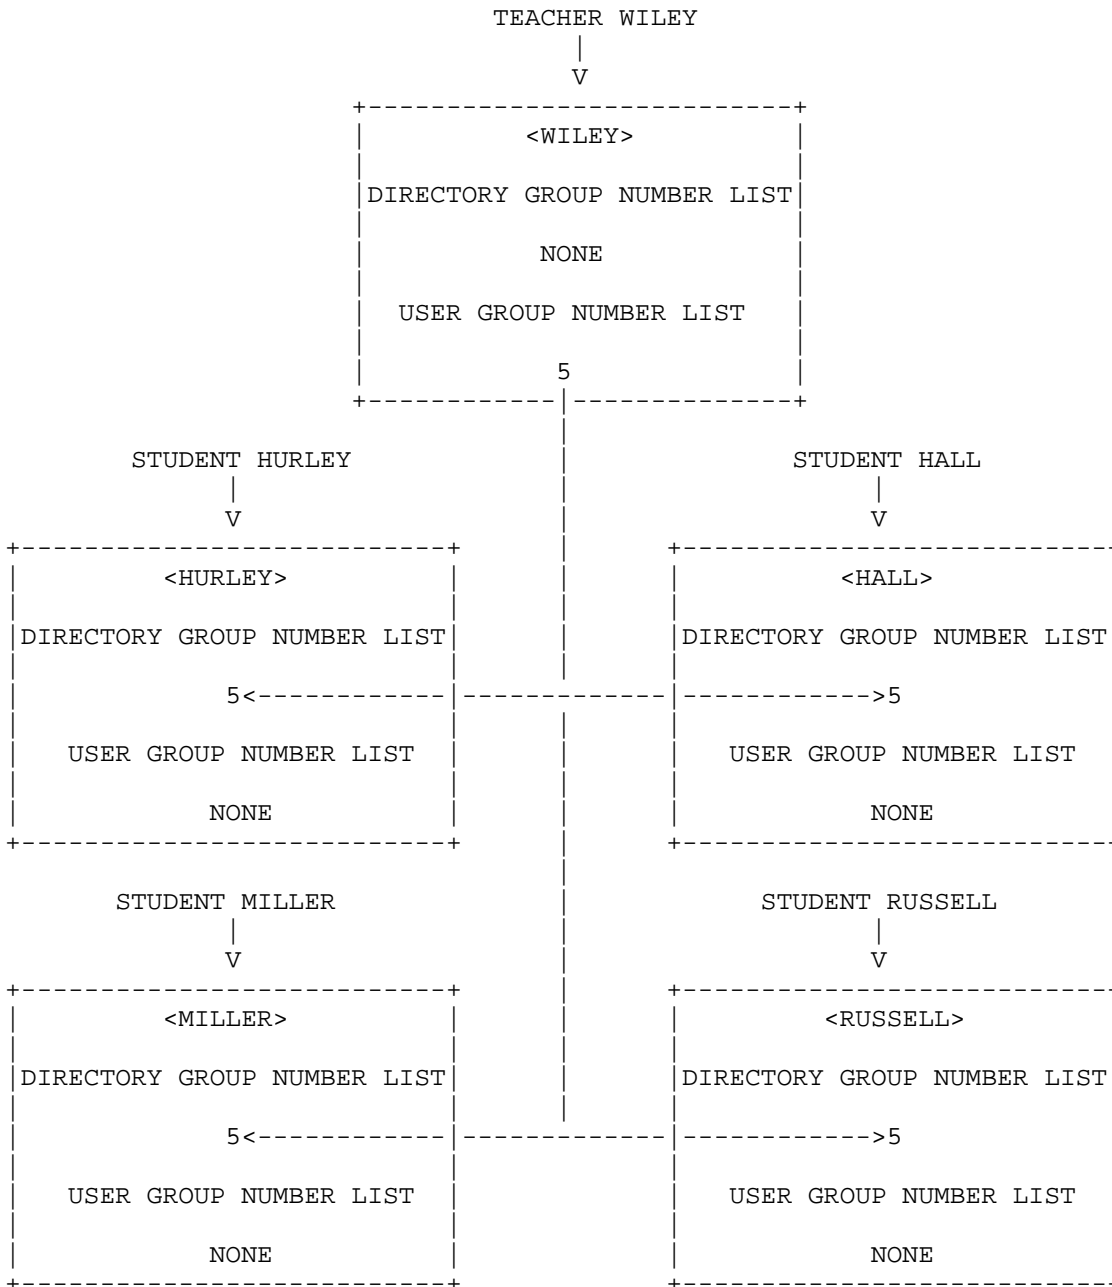 TEACHER WILEY
V
<WILEY>
DIRECTORY GROUP NUMBER LIST
NONE
USER GROUP NUMBER LIST
5
STUDENT HURLEY STUDENT HALL
V V
<HURLEY> <HALL>
DIRECTORY GROUP NUMBER LIST DIRECTORY GROUP NUMBER LIST
5 5
USER GROUP NUMBER LIST USER GROUP NUMBER LIST
NONE NONE
STUDENT MILLER STUDENT RUSSELL
V V
<MILLER> <RUSSELL>
DIRECTORY GROUP NUMBER LIST DIRECTORY GROUP NUMBER LIST
5 5
USER GROUP NUMBER LIST USER GROUP NUMBER LIST
NONE NONE